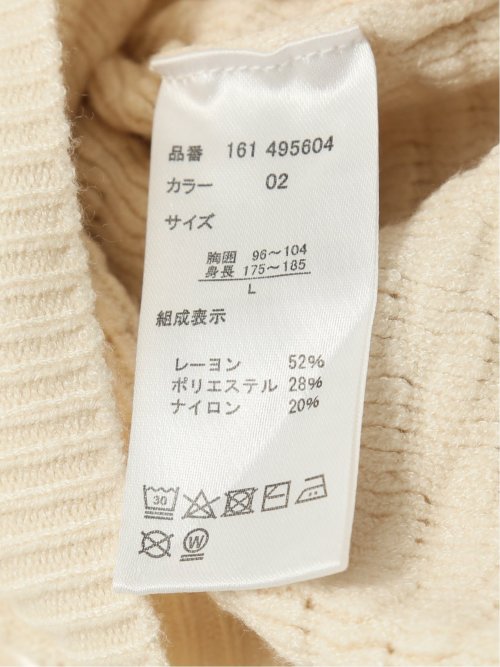 品番 161 495604
カラー 02
サイズ
胸囲 96～104
身長 175～185
L
組成表示
レーヨン 52%
ポリエステル 28%
ナイロン 20%
30
W